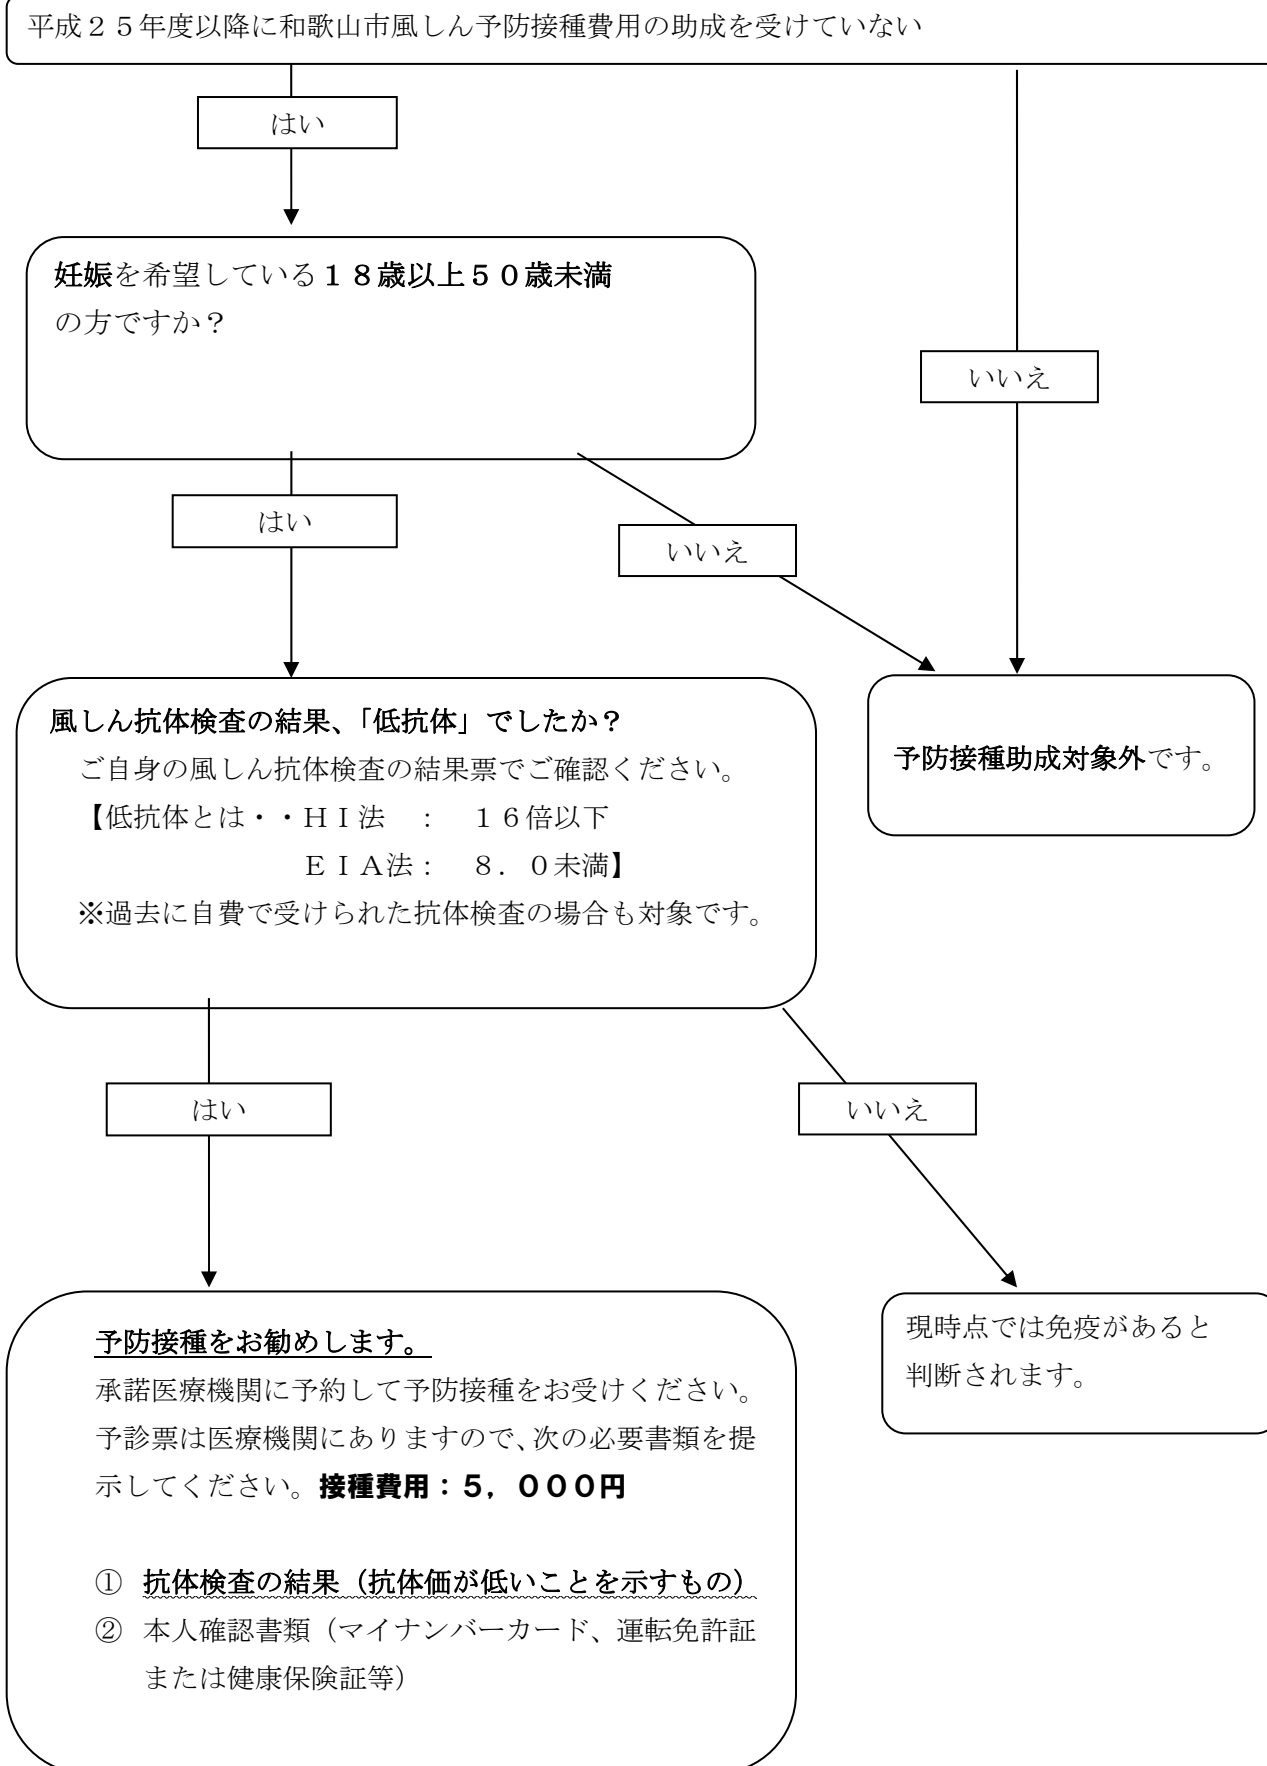 平成２５年度以降に和歌山市風しん予防接種費用の助成を受けていない
はい
妊娠を希望している１８歳以上５０歳未満
の方ですか？
いいえ
はい
いいえ
風しん抗体検査の結果、「低抗体」でしたか？
ご自身の風しん抗体検査の結果票でご確認ください。
【低抗体とは・・ＨＩ法　：　１６倍以下
ＥＩＡ法：　８．０未満】
※過去に自費で受けられた抗体検査の場合も対象です。
予防接種助成対象外です。
はい
いいえ
予防接種をお勧めします。
承諾医療機関に予約して予防接種をお受けください。
予診票は医療機関にありますので、次の必要書類を提
示してください。接種費用：５，０００円
① 抗体検査の結果（抗体価が低いことを示すもの）
② 本人確認書類（マイナンバーカード、運転免許証
または健康保険証等）
現時点では免疫があると
判断されます。